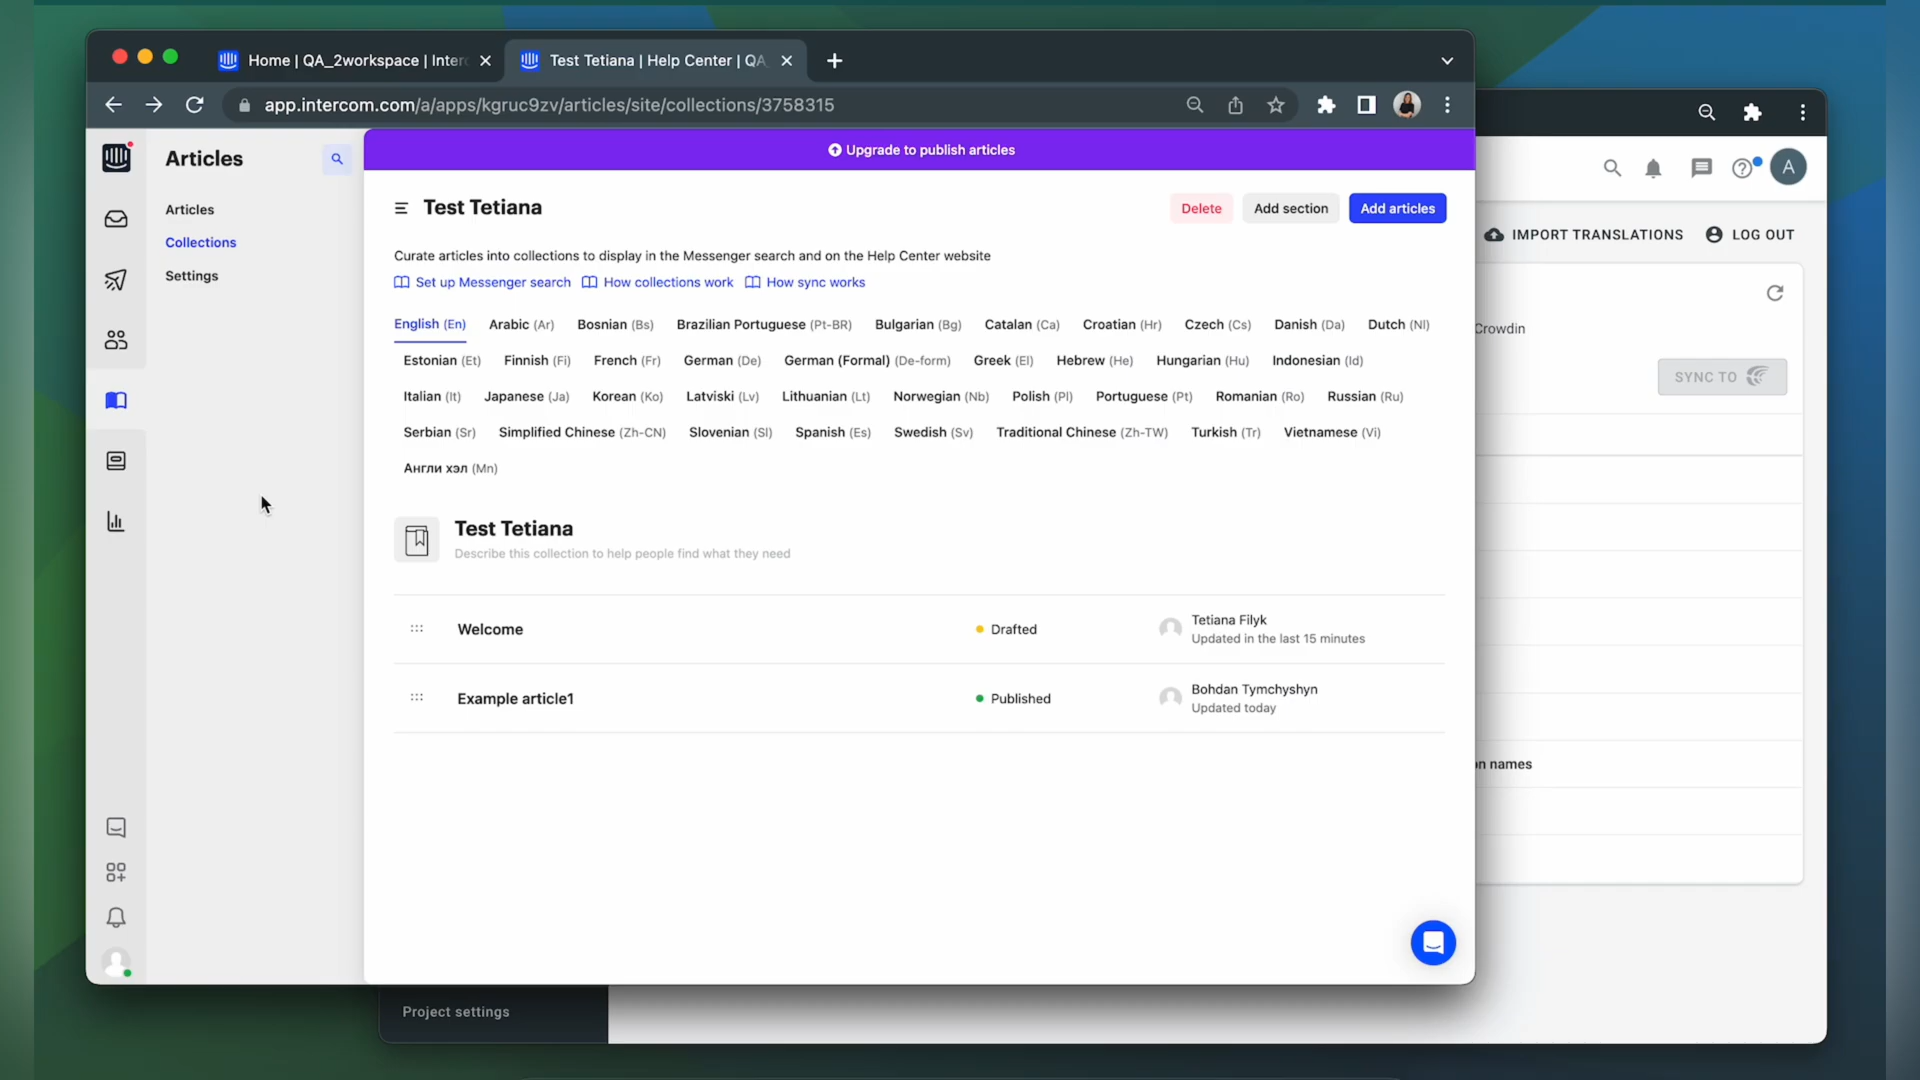 Home | QA_2workspace | Inter
Test Tetiana | Help Center | QA_
app.intercom.com/a/apps/kgruc9zv/articles/site/collections/3758315
Articles
Upgrade to publish articles
A
Articles
Collections
Settings
Test Tetiana
Delete
Add section
Add articles
IMPORT TRANSLATIONS
LOG OUT
Curate articles into collections to display in the Messenger search and on the Help Center website
Set up Messenger search
How collections work
How sync works
English (En) Arabic (Ar) Bosnian (Bs) Brazilian Portuguese (Pt-BR) Bulgarian (Bg) Catalan (Ca) Croatian (Hr) Czech (Cs) Danish (Da) Dutch (Nl)
Crowdin
Estonian (Et) Finnish (Fi) French (Fr) German (De) German (Formal) (De-form) Greek (El) Hebrew (He) Hungarian (Hu) Indonesian (Id)
SYNC TO
Italian (It) Japanese (Ja) Korean (Ko) Latviski (Lv) Lithuanian (Lt) Norwegian (Nb) Polish (Pl) Portuguese (Pt) Romanian (Ro) Russian (Ru)
Serbian (Sr) Simplified Chinese (Zh-CN) Slovenian (Sl) Spanish (Es) Swedish (Sv) Traditional Chinese (Zh-TW) Turkish (Tr) Vietnamese (Vi)
Англи хэл (Mn)
Test Tetiana
Describe this collection to help people find what they need
Welcome
Drafted
Tetiana Filyk
Updated in the last 15 minutes
Example article1
Published
Bohdan Tymchyshyn
Updated today
n names
Project settings